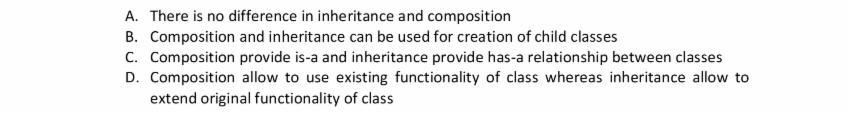 A. There is no difference in inheritance and composition
B. Composition and inheritance can be used for creation of child classes
C. Composition provide is-a and inheritance provide has-a relationship between classes
D. Composition allow to use existing functionality of class whereas inheritance allow to
extend original functionality of class